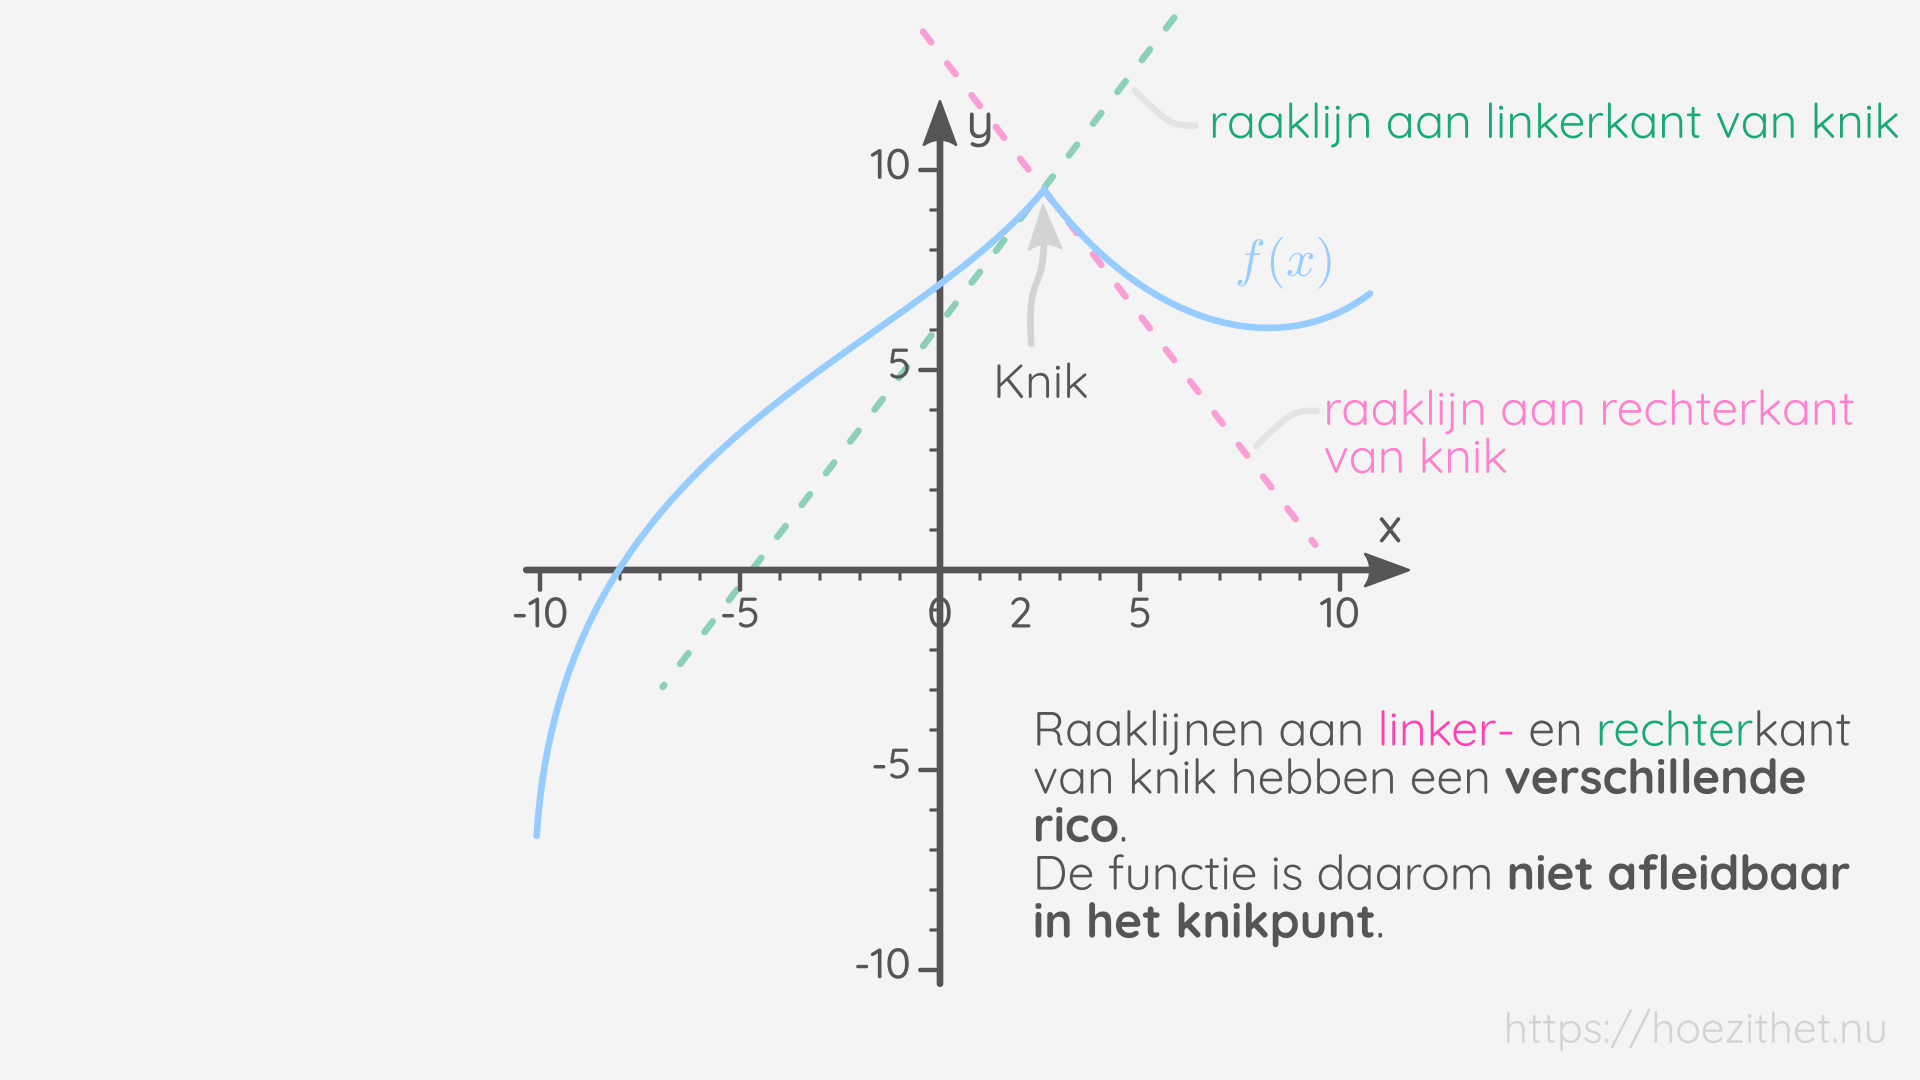 y
10
raaklijn aan linkerkant van knik
f(x)
5
Knik
raaklijn aan rechterkant
van knik
x
-10
-5
0
2
5
10
Raaklijnen aan linker- en rechterkant
van knik hebben een verschillende
rico.
De functie is daarom niet afleidbaar
in het knikpunt.
-5
-10
https://hoezithet.nu